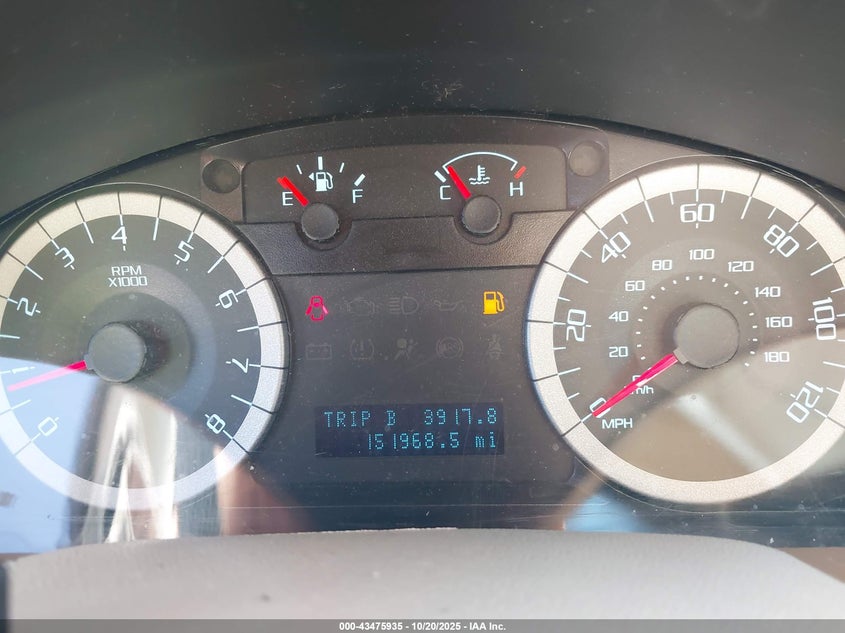 E F
C H
0 1 2 3 4 5 6 7 8
RPM
X1000
0 20 40 60 80 100 120
20 40 60 80 100 120 140 160 180
km/h
MPH
TRIP B 3917.8
151968.5 mi
000-43475935 - 10/20/2025 - IAA Inc.